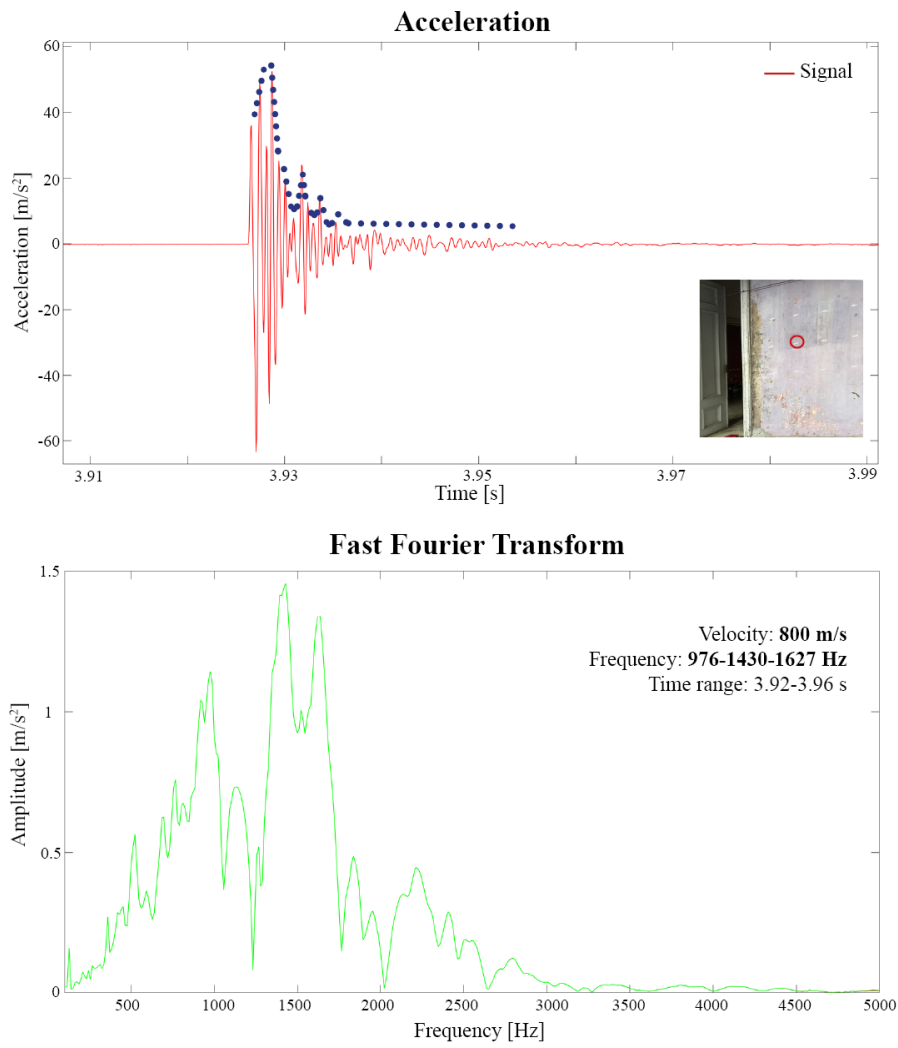 Acceleration
60
Signal
40
20
0
-20
-40
-60
Acceleration [m/s²]
3.91 3.93 3.95 3.97 3.99
Time [s]
Fast Fourier Transform
1.5
Velocity: 800 m/s
Frequency: 976-1430-1627 Hz
Time range: 3.92-3.96 s
1
0.5
0
Amplitude [m/s²]
500 1000 1500 2000 2500 3000 3500 4000 4500 5000
Frequency [Hz]